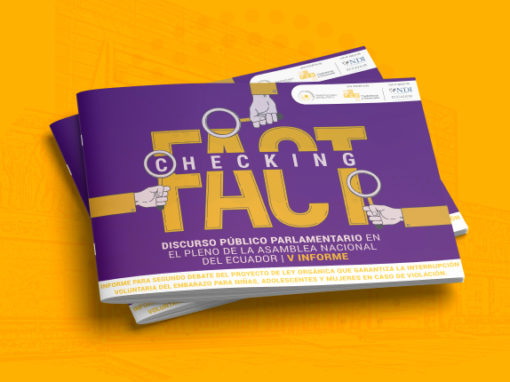 NDI
ECUADOR
FACT
CHECKING
DISCURSO PÚBLICO PARLAMENTARIO EN
EL PLENO DE LA ASAMBLEA NACIONAL
DEL ECUADOR | V INFORME
INFORME PARA SEGUNDO DEBATE DEL PROYECTO DE LEY ORGÁNICA QUE GARANTIZA LA INTERRUPCIÓN
VOLUNTARIA DEL EMBARAZO PARA NIÑAS, ADOLESCENTES Y MUJERES EN CASO DE VIOLACIÓN.